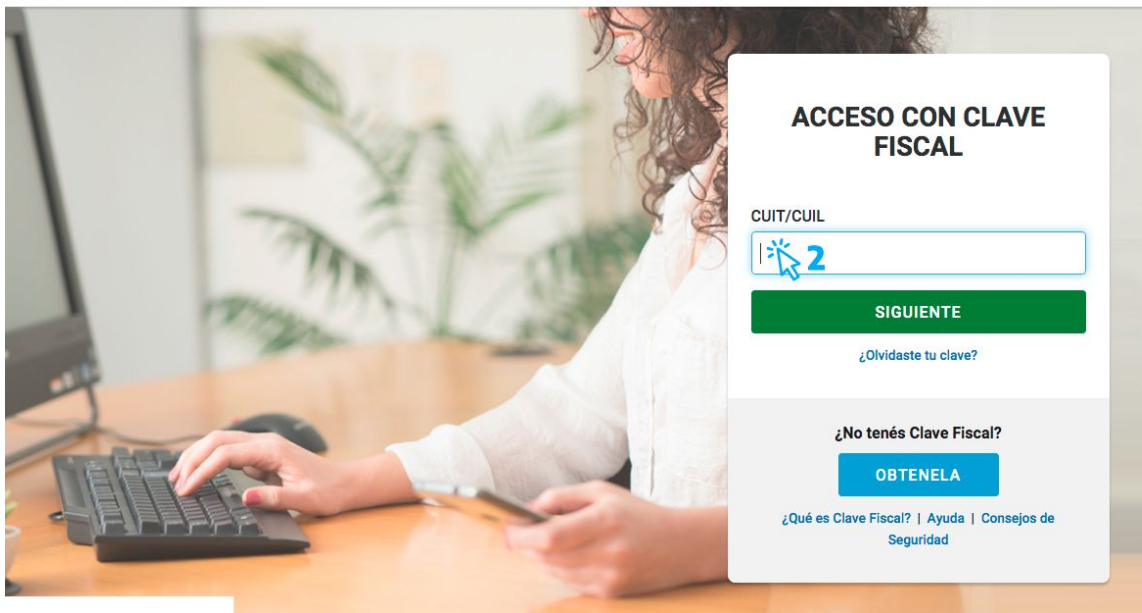 ACCESO CON CLAVE
FISCAL
CUIT/CUIL
2
SIGUIENTE
¿Olvidaste tu clave?
¿No tenés Clave Fiscal?
OBTENELA
¿Qué es Clave Fiscal? | Ayuda | Consejos de
Seguridad